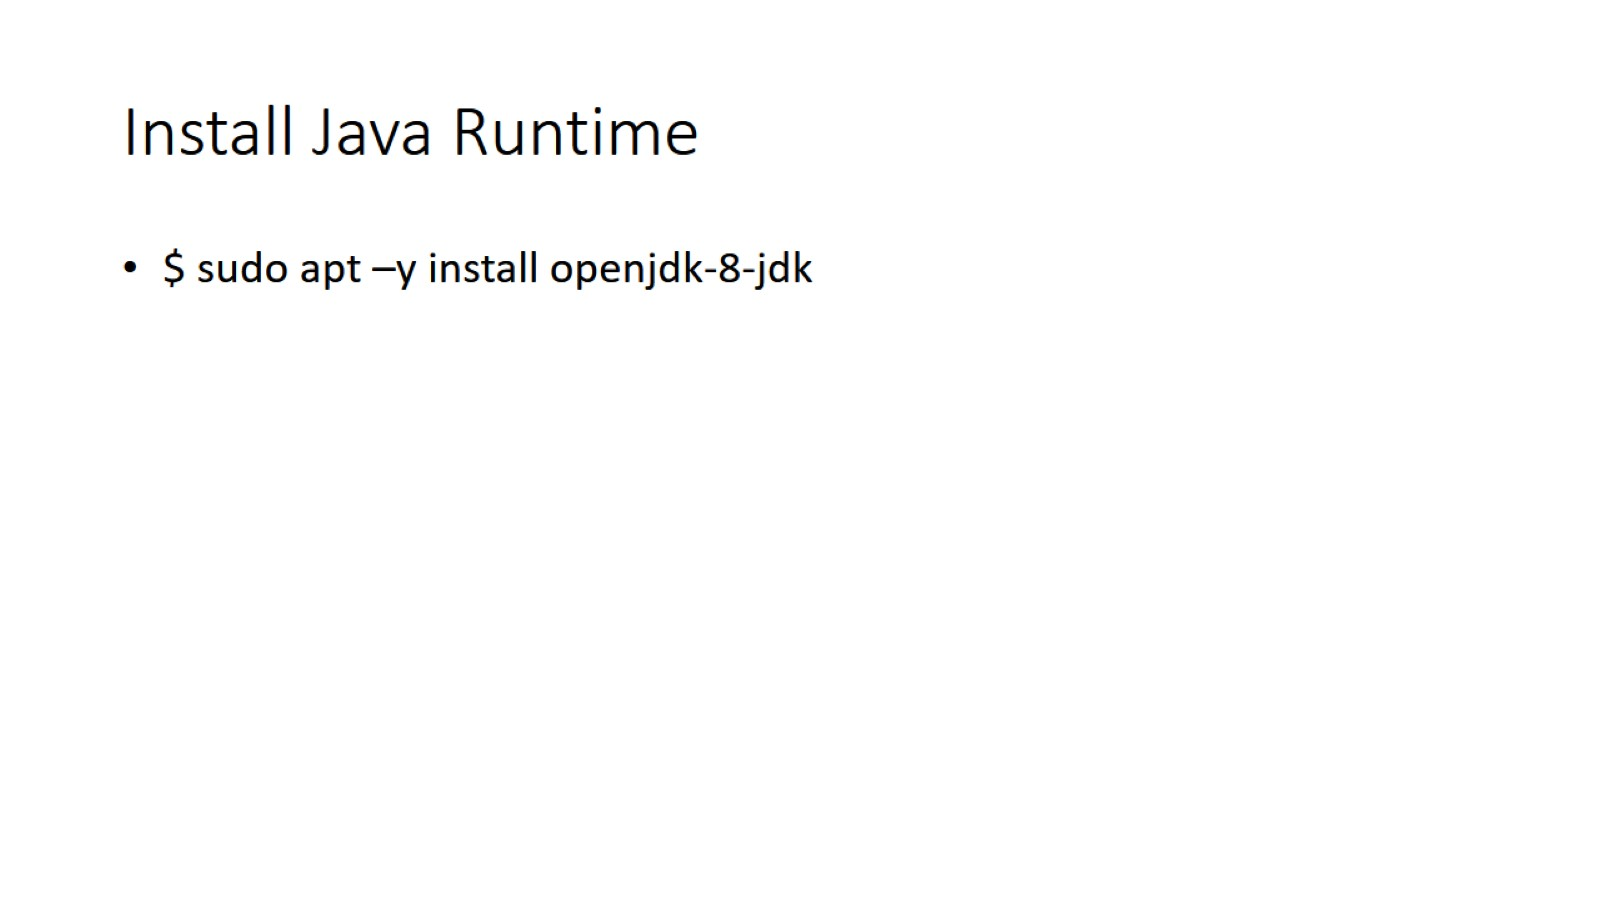 Install Java Runtime
• $ sudo apt –y install openjdk-8-jdk